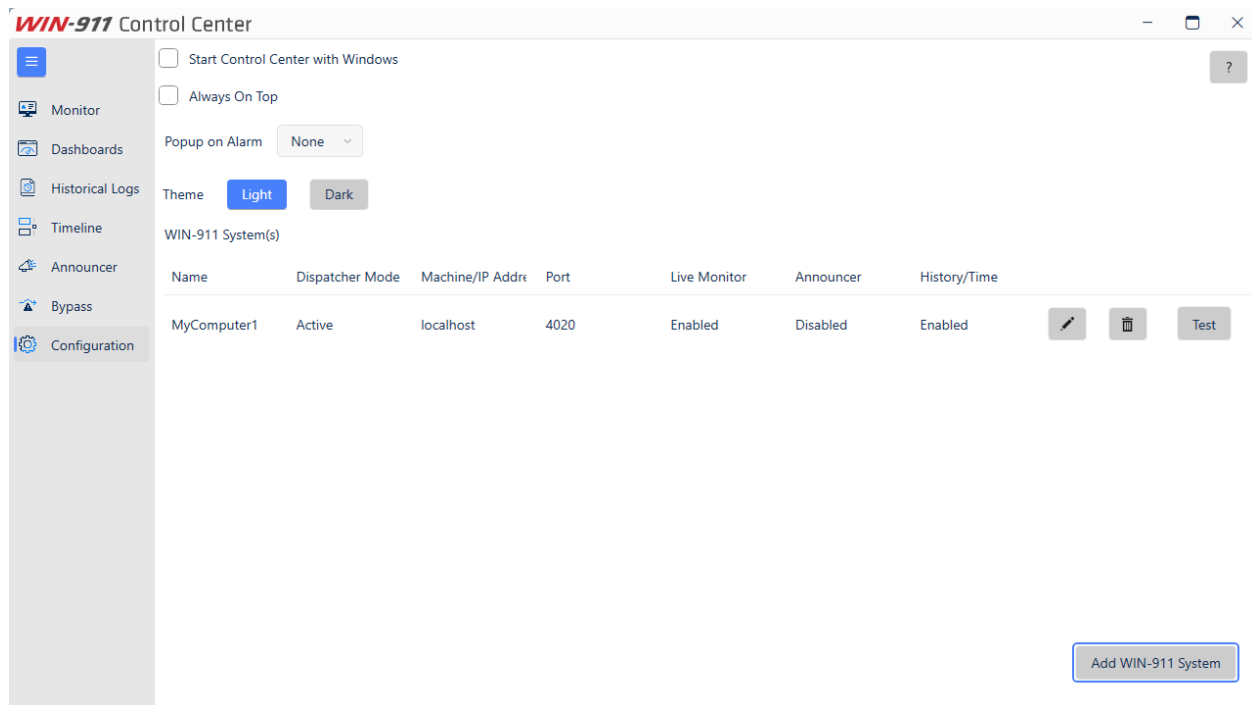 WIN-911 Control Center
Start Control Center with Windows
?
Monitor
Always On Top
Dashboards
Popup on Alarm None
Historical Logs
Theme Light Dark
Timeline
WIN-911 System(s)
Announcer
Name Dispatcher Mode Machine/IP Addre Port Live Monitor Announcer History/Time
Bypass
MyComputer1 Active localhost 4020 Enabled Disabled Enabled Test
Configuration
Add WIN-911 System